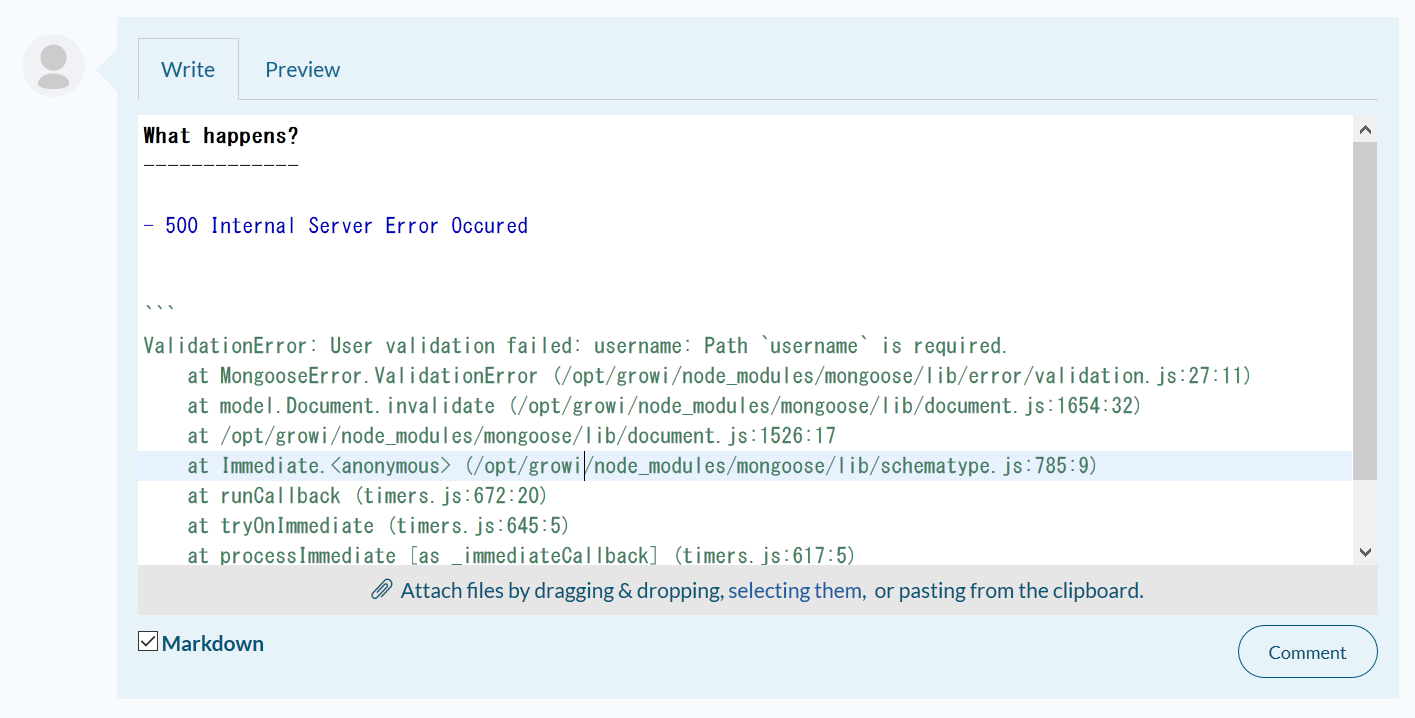 Write Preview
What happens?
-------------
- 500 Internal Server Error Occured
```
ValidationError: User validation failed: username: Path `username` is required.
    at MongooseError.ValidationError (/opt/growi/node_modules/mongoose/lib/error/validation.js:27:11)
    at model.Document.invalidate (/opt/growi/node_modules/mongoose/lib/document.js:1654:32)
    at /opt/growi/node_modules/mongoose/lib/document.js:1526:17
    at Immediate.<anonymous> (/opt/growi/node_modules/mongoose/lib/schematype.js:785:9)
    at runCallback (timers.js:672:20)
    at tryOnImmediate (timers.js:645:5)
    at processImmediate [as _immediateCallback] (timers.js:617:5)
Attach files by dragging & dropping, selecting them, or pasting from the clipboard.
Markdown
Comment